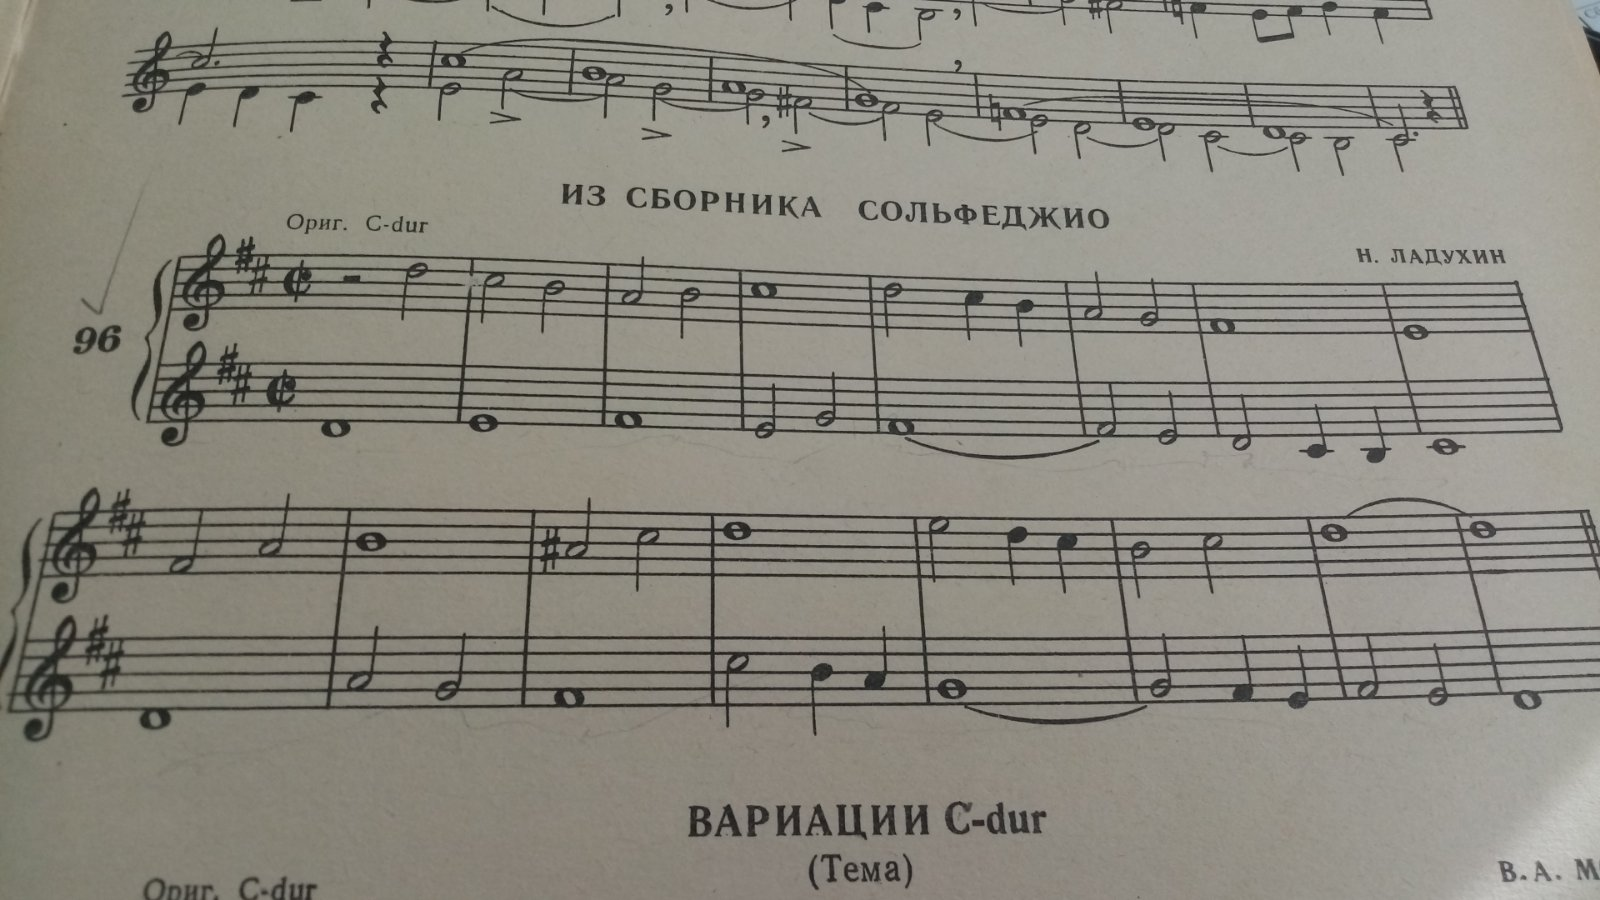 ИЗ СБОРНИКА СОЛЬФЕДЖИО
Ориг. C-dur
Н. ЛАДУХИН
96
ВАРИАЦИИ C-dur
(Тема)
Ориг. C-dur
В. А.